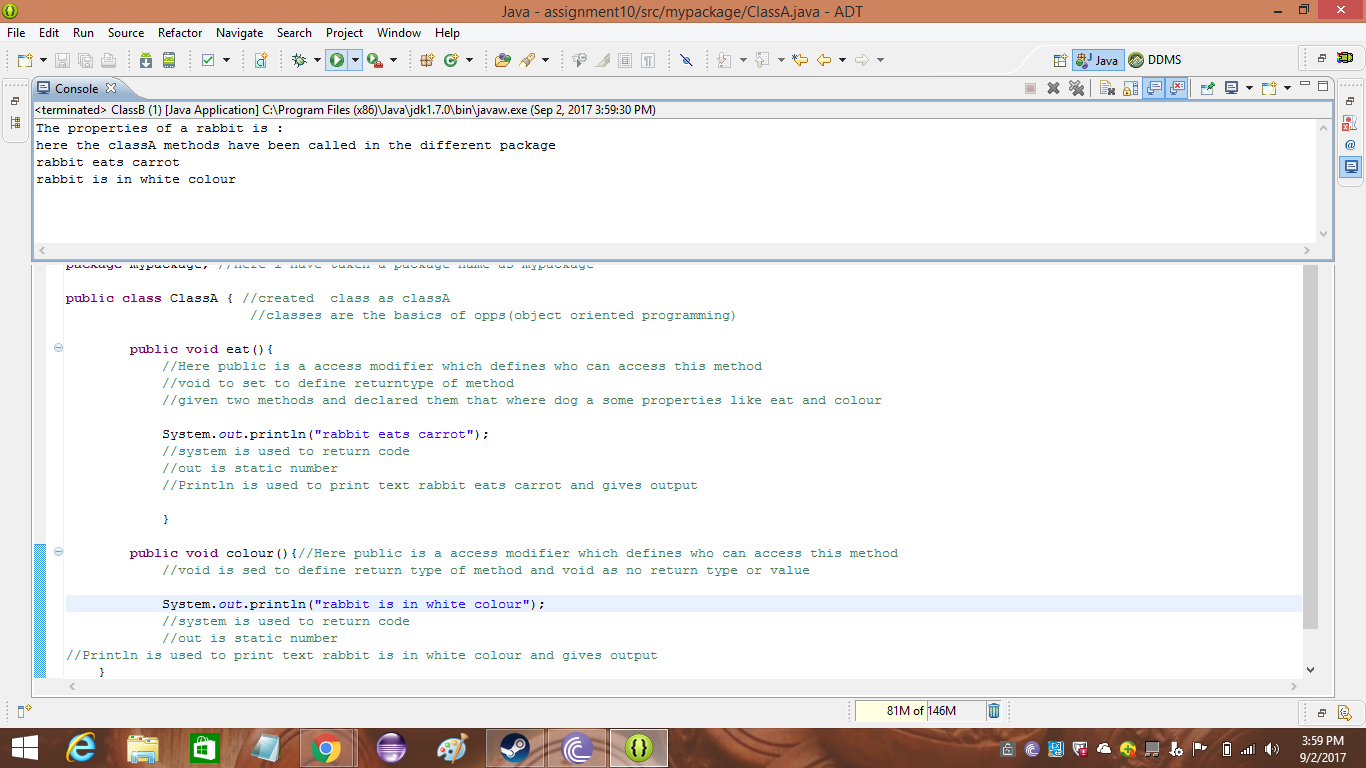 Java - assignment10/src/mypackage/ClassA.java - ADT
File Edit Run Source Refactor Navigate Search Project Window Help
Java DDMS
Console
<terminated> ClassB (1) [Java Application] C:\Program Files (x86)\Java\jdk1.7.0\bin\javaw.exe (Sep 2, 2017 3:59:30 PM)
The properties of a rabbit is :
here the classA methods have been called in the different package
rabbit eats carrot
rabbit is in white colour
package mypackage; //here i have taken a package name as mypackage
public class ClassA { //created  class as classA
//classes are the basics of opps(object oriented programming)
public void eat(){
//Here public is a access modifier which defines who can access this method
//void to set to define returntype of method
//given two methods and declared them that where dog a some properties like eat and colour
System.out.println("rabbit eats carrot");
//system is used to return code
//out is static number
//Println is used to print text rabbit eats carrot and gives output
}
public void colour(){//Here public is a access modifier which defines who can access this method
//void is sed to define return type of method and void as no return type or value
System.out.println("rabbit is in white colour");
//system is used to return code
//out is static number
//Println is used to print text rabbit is in white colour and gives output
}
81M of 146M
3:59 PM
9/2/2017